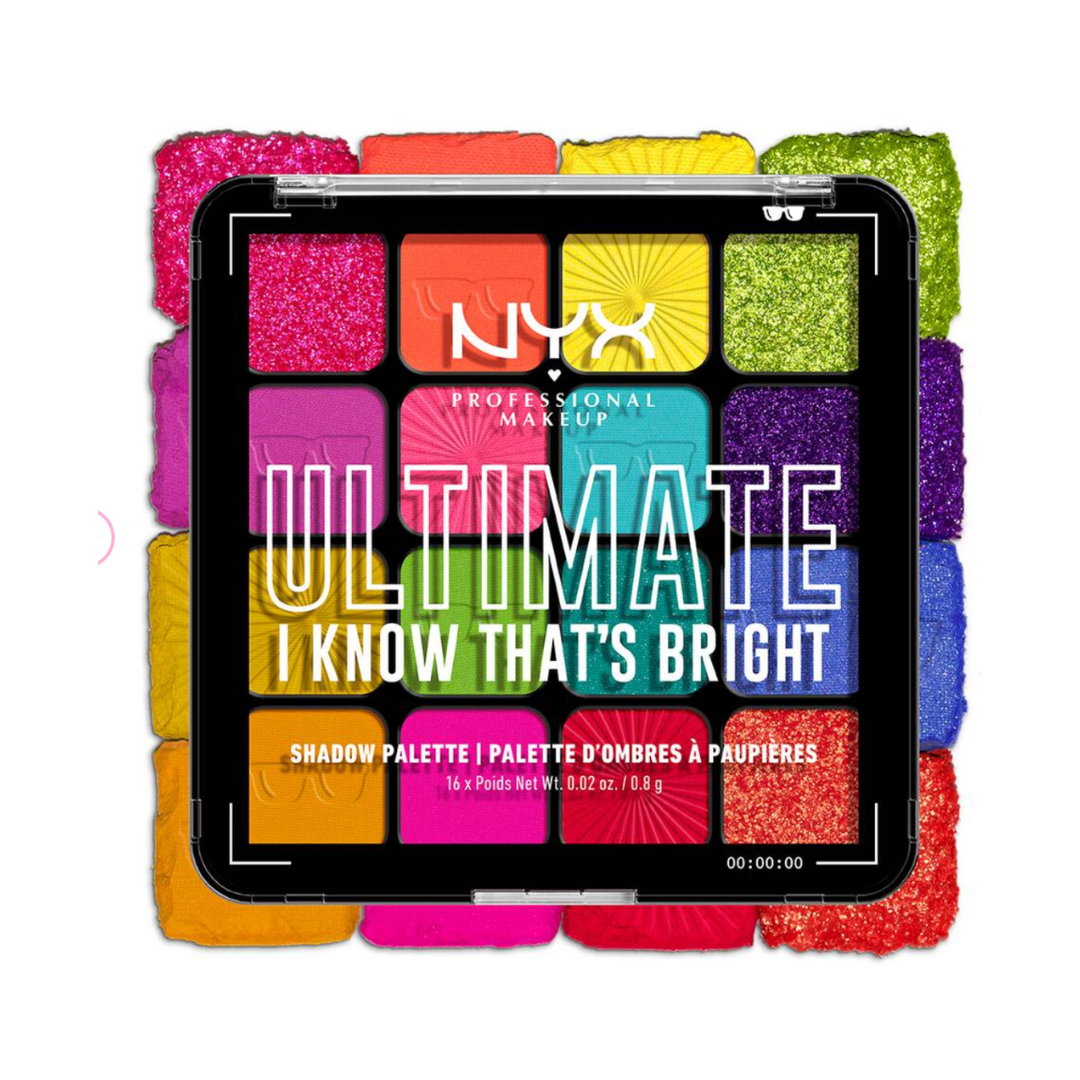 NYX
PROFESSIONAL
MAKEUP
ULTIMATE
I KNOW THAT'S BRIGHT
SHADOW PALETTE | PALETTE D'OMBRES À PAUPIÈRES
16 x Poids Net Wt. 0.02 oz. / 0.8 g
00:00:00